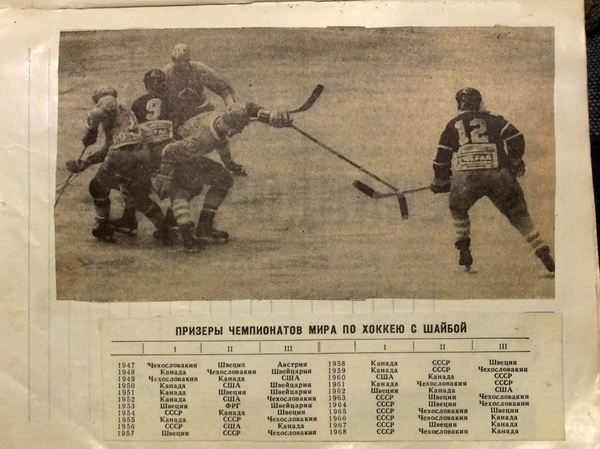 9
12
ПРИЗЕРЫ ЧЕМПИОНАТОВ МИРА ПО ХОККЕЮ С ШАЙБОЙ
I II III I II III
1947 Чехословакия Швеция Австрия 1958 Канада СССР Швеция
1948 Канада Чехословакия Швейцария 1959 Канада СССР Чехословакия
1949 Чехословакия Канада США 1960 США Канада СССР
1950 Канада США Швейцария 1961 Канада Чехословакия СССР
1951 Канада Швеция Швейцария 1962 Швеция Канада США
1952 Канада США Чехословакия 1963 СССР Швеция Чехословакия
1953 Швеция ФРГ Швейцария 1964 СССР Швеция Чехословакия
1954 СССР Канада Швеция 1965 СССР Чехословакия Швеция
1955 Канада СССР Чехословакия 1966 СССР Чехословакия Канада
1956 СССР США Канада 1967 СССР Швеция Канада
1957 Швеция СССР Чехословакия 1968 СССР Чехословакия Канада